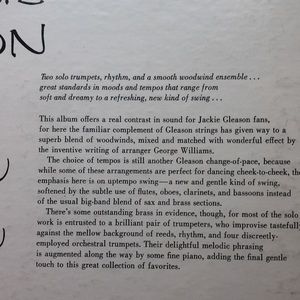 ON
Two solo trumpets, rhythm, and a smooth woodwind ensemble . . .
great standards in moods and tempos that range from
soft and dreamy to a refreshing, new kind of swing . . .
This album offers a real contrast in sound for Jackie Gleason fans,
for here the familiar complement of Gleason strings has given way to a
superb blend of woodwinds, mixed and matched with wonderful effect by
the inventive writing of arranger George Williams.
The choice of tempos is still another Gleason change-of-pace, because
while some of these arrangements are perfect for dancing cheek-to-cheek, the
emphasis here is on uptempo swing—a new and gentle kind of swing,
softened by the subtle use of flutes, oboes, clarinets, and bassoons instead
of the usual big-band blend of sax and brass sections.
There's some outstanding brass in evidence, though, for most of the solo
work is entrusted to a brilliant pair of trumpeters, who improvise tastefully
against the mellow background of reeds, rhythm, and four discreetly-
employed orchestral trumpets. Their delightful melodic phrasing
is augmented along the way by some fine piano, adding the final gentle
touch to this great collection of favorites.